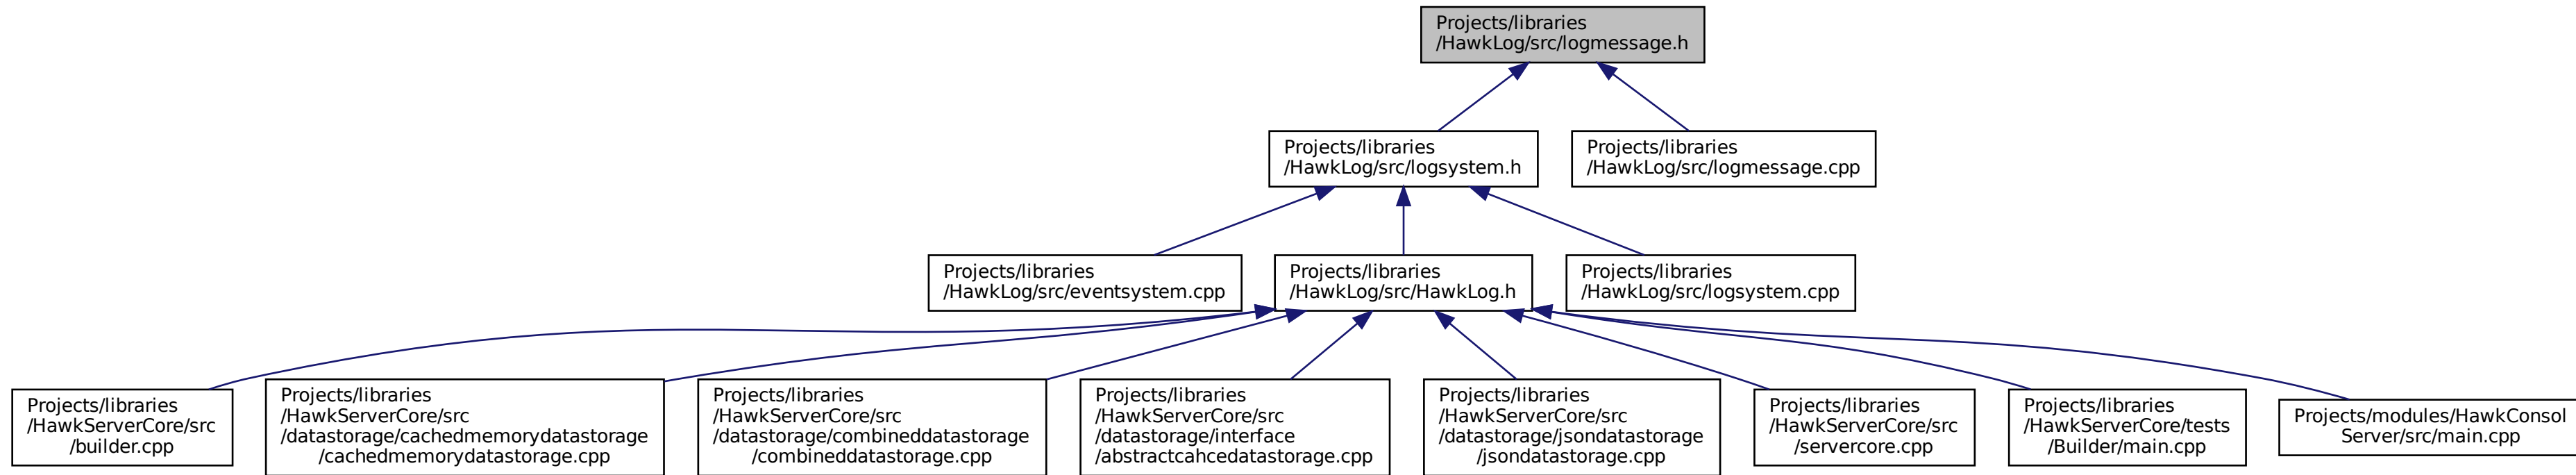 Projects/libraries
/HawkLog/src/logmessage.h
Projects/libraries
/HawkLog/src/logsystem.h
Projects/libraries
/HawkLog/src/logmessage.cpp
Projects/libraries
/HawkLog/src/eventsystem.cpp
Projects/libraries
/HawkLog/src/HawkLog.h
Projects/libraries
/HawkLog/src/logsystem.cpp
Projects/libraries
/HawkServerCore/src
/builder.cpp
Projects/libraries
/HawkServerCore/src
/datastorage/cachedmemorydatastorage
/cachedmemorydatastorage.cpp
Projects/libraries
/HawkServerCore/src
/datastorage/combineddatastorage
/combineddatastorage.cpp
Projects/libraries
/HawkServerCore/src
/datastorage/interface
/abstractcahcedatastorage.cpp
Projects/libraries
/HawkServerCore/src
/datastorage/jsondatastorage
/jsondatastorage.cpp
Projects/libraries
/HawkServerCore/src
/servercore.cpp
Projects/libraries
/HawkServerCore/tests
/Builder/main.cpp
Projects/modules/HawkConsol
Server/src/main.cpp